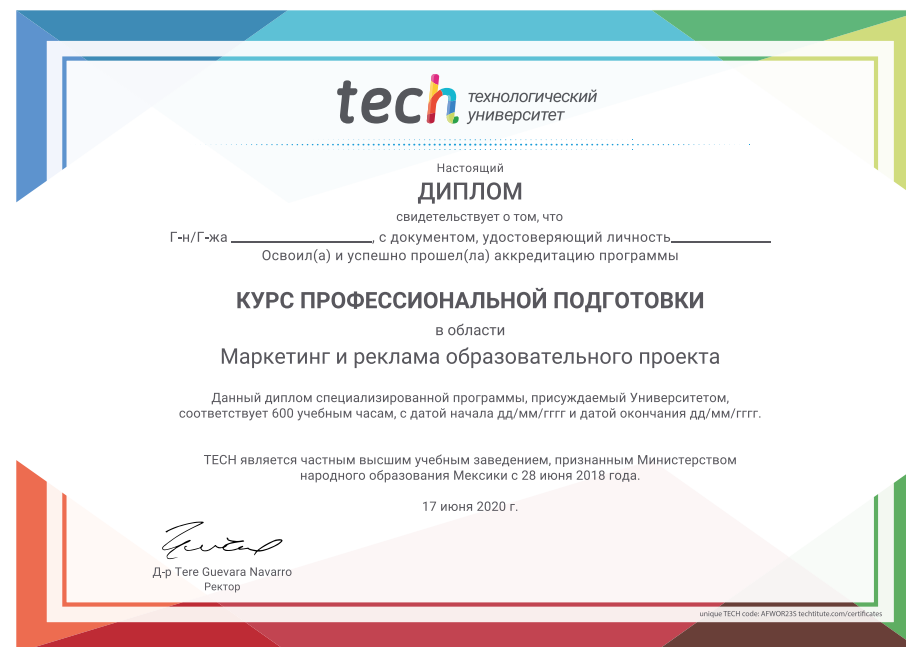 tech технологический
университет
Настоящий
ДИПЛОМ
свидетельствует о том, что
Г-н/Г-жа ____________________, с документом, удостоверяющий личность______________
Освоил(а) и успешно прошел(ла) аккредитацию программы
КУРС ПРОФЕССИОНАЛЬНОЙ ПОДГОТОВКИ
в области
Маркетинг и реклама образовательного проекта
Данный диплом специализированной программы, присуждаемый Университетом,
соответствует 600 учебным часам, с датой начала дд/мм/гггг и датой окончания дд/мм/гггг.
TECH является частным высшим учебным заведением, признанным Министерством
народного образования Мексики с 28 июня 2018 года.
17 июня 2020 г.
Д-р Tere Guevara Navarro
Ректор
unique TECH code: AFWOR23S techtitute.com/certificates